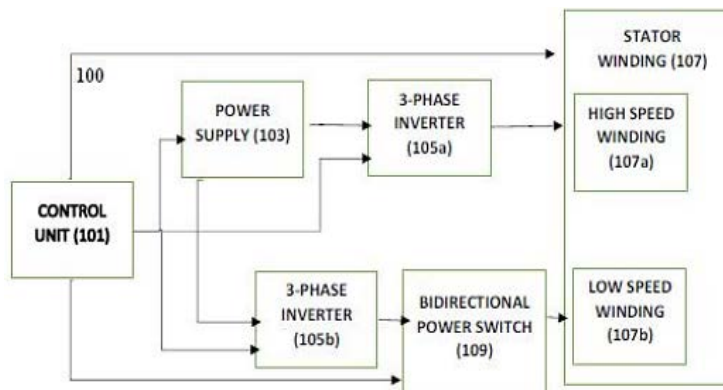 100
STATOR
WINDING (107)
POWER
SUPPLY (103)
3-PHASE
INVERTER
(105a)
HIGH SPEED
WINDING
(107a)
CONTROL
UNIT (101)
3-PHASE
INVERTER
(105b)
BIDIRECTIONAL
POWER SWITCH
(109)
LOW SPEED
WINDING
(107b)